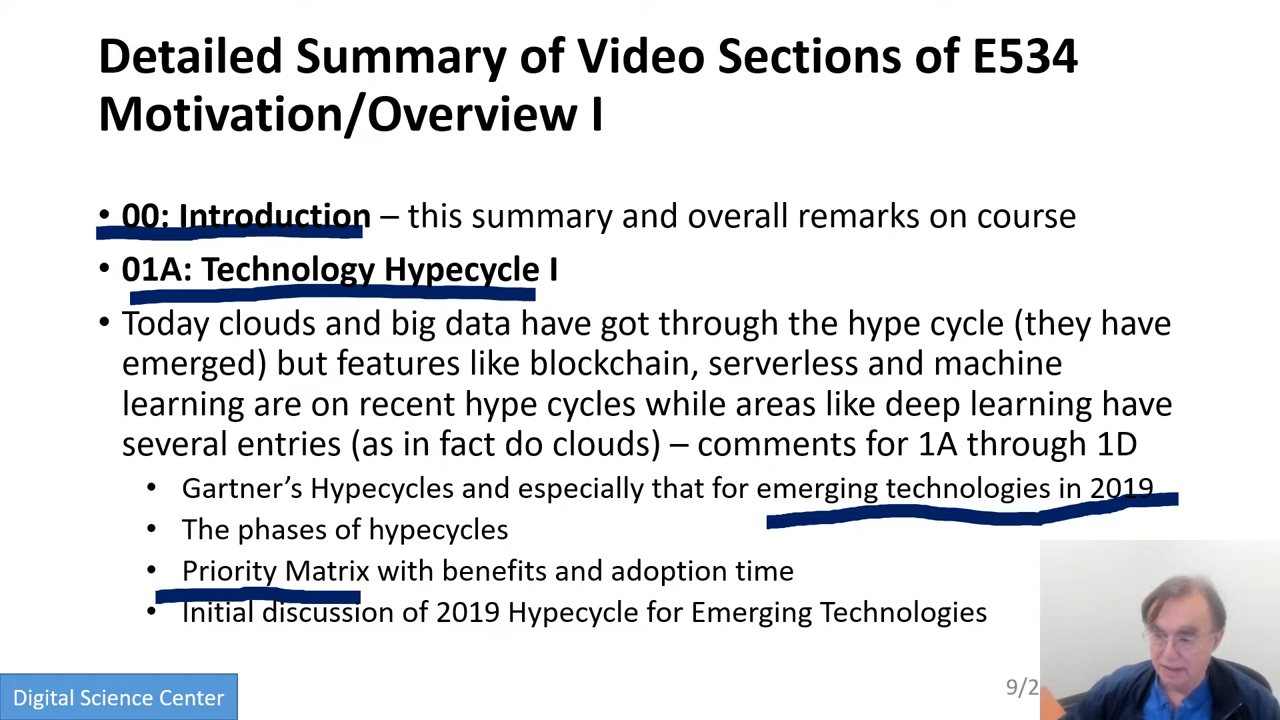 Detailed Summary of Video Sections of E534
Motivation/Overview I
• 00: Introduction – this summary and overall remarks on course
• 01A: Technology Hypecycle I
• Today clouds and big data have got through the hype cycle (they have
emerged) but features like blockchain, serverless and machine
learning are on recent hype cycles while areas like deep learning have
several entries (as in fact do clouds) – comments for 1A through 1D
• Gartner’s Hypecycles and especially that for emerging technologies in 2019
• The phases of hypecycles
• Priority Matrix with benefits and adoption time
• Initial discussion of 2019 Hypecycle for Emerging Technologies
Digital Science Center
9/2